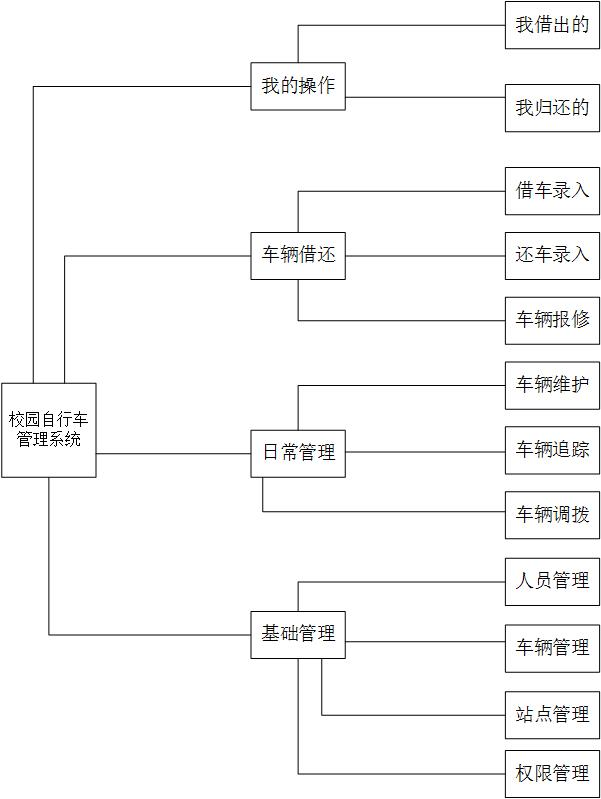 校园自行车
管理系统
我的操作
我借出的
我归还的
车辆借还
借车录入
还车录入
车辆报修
日常管理
车辆维护
车辆追踪
车辆调拨
基础管理
人员管理
车辆管理
站点管理
权限管理